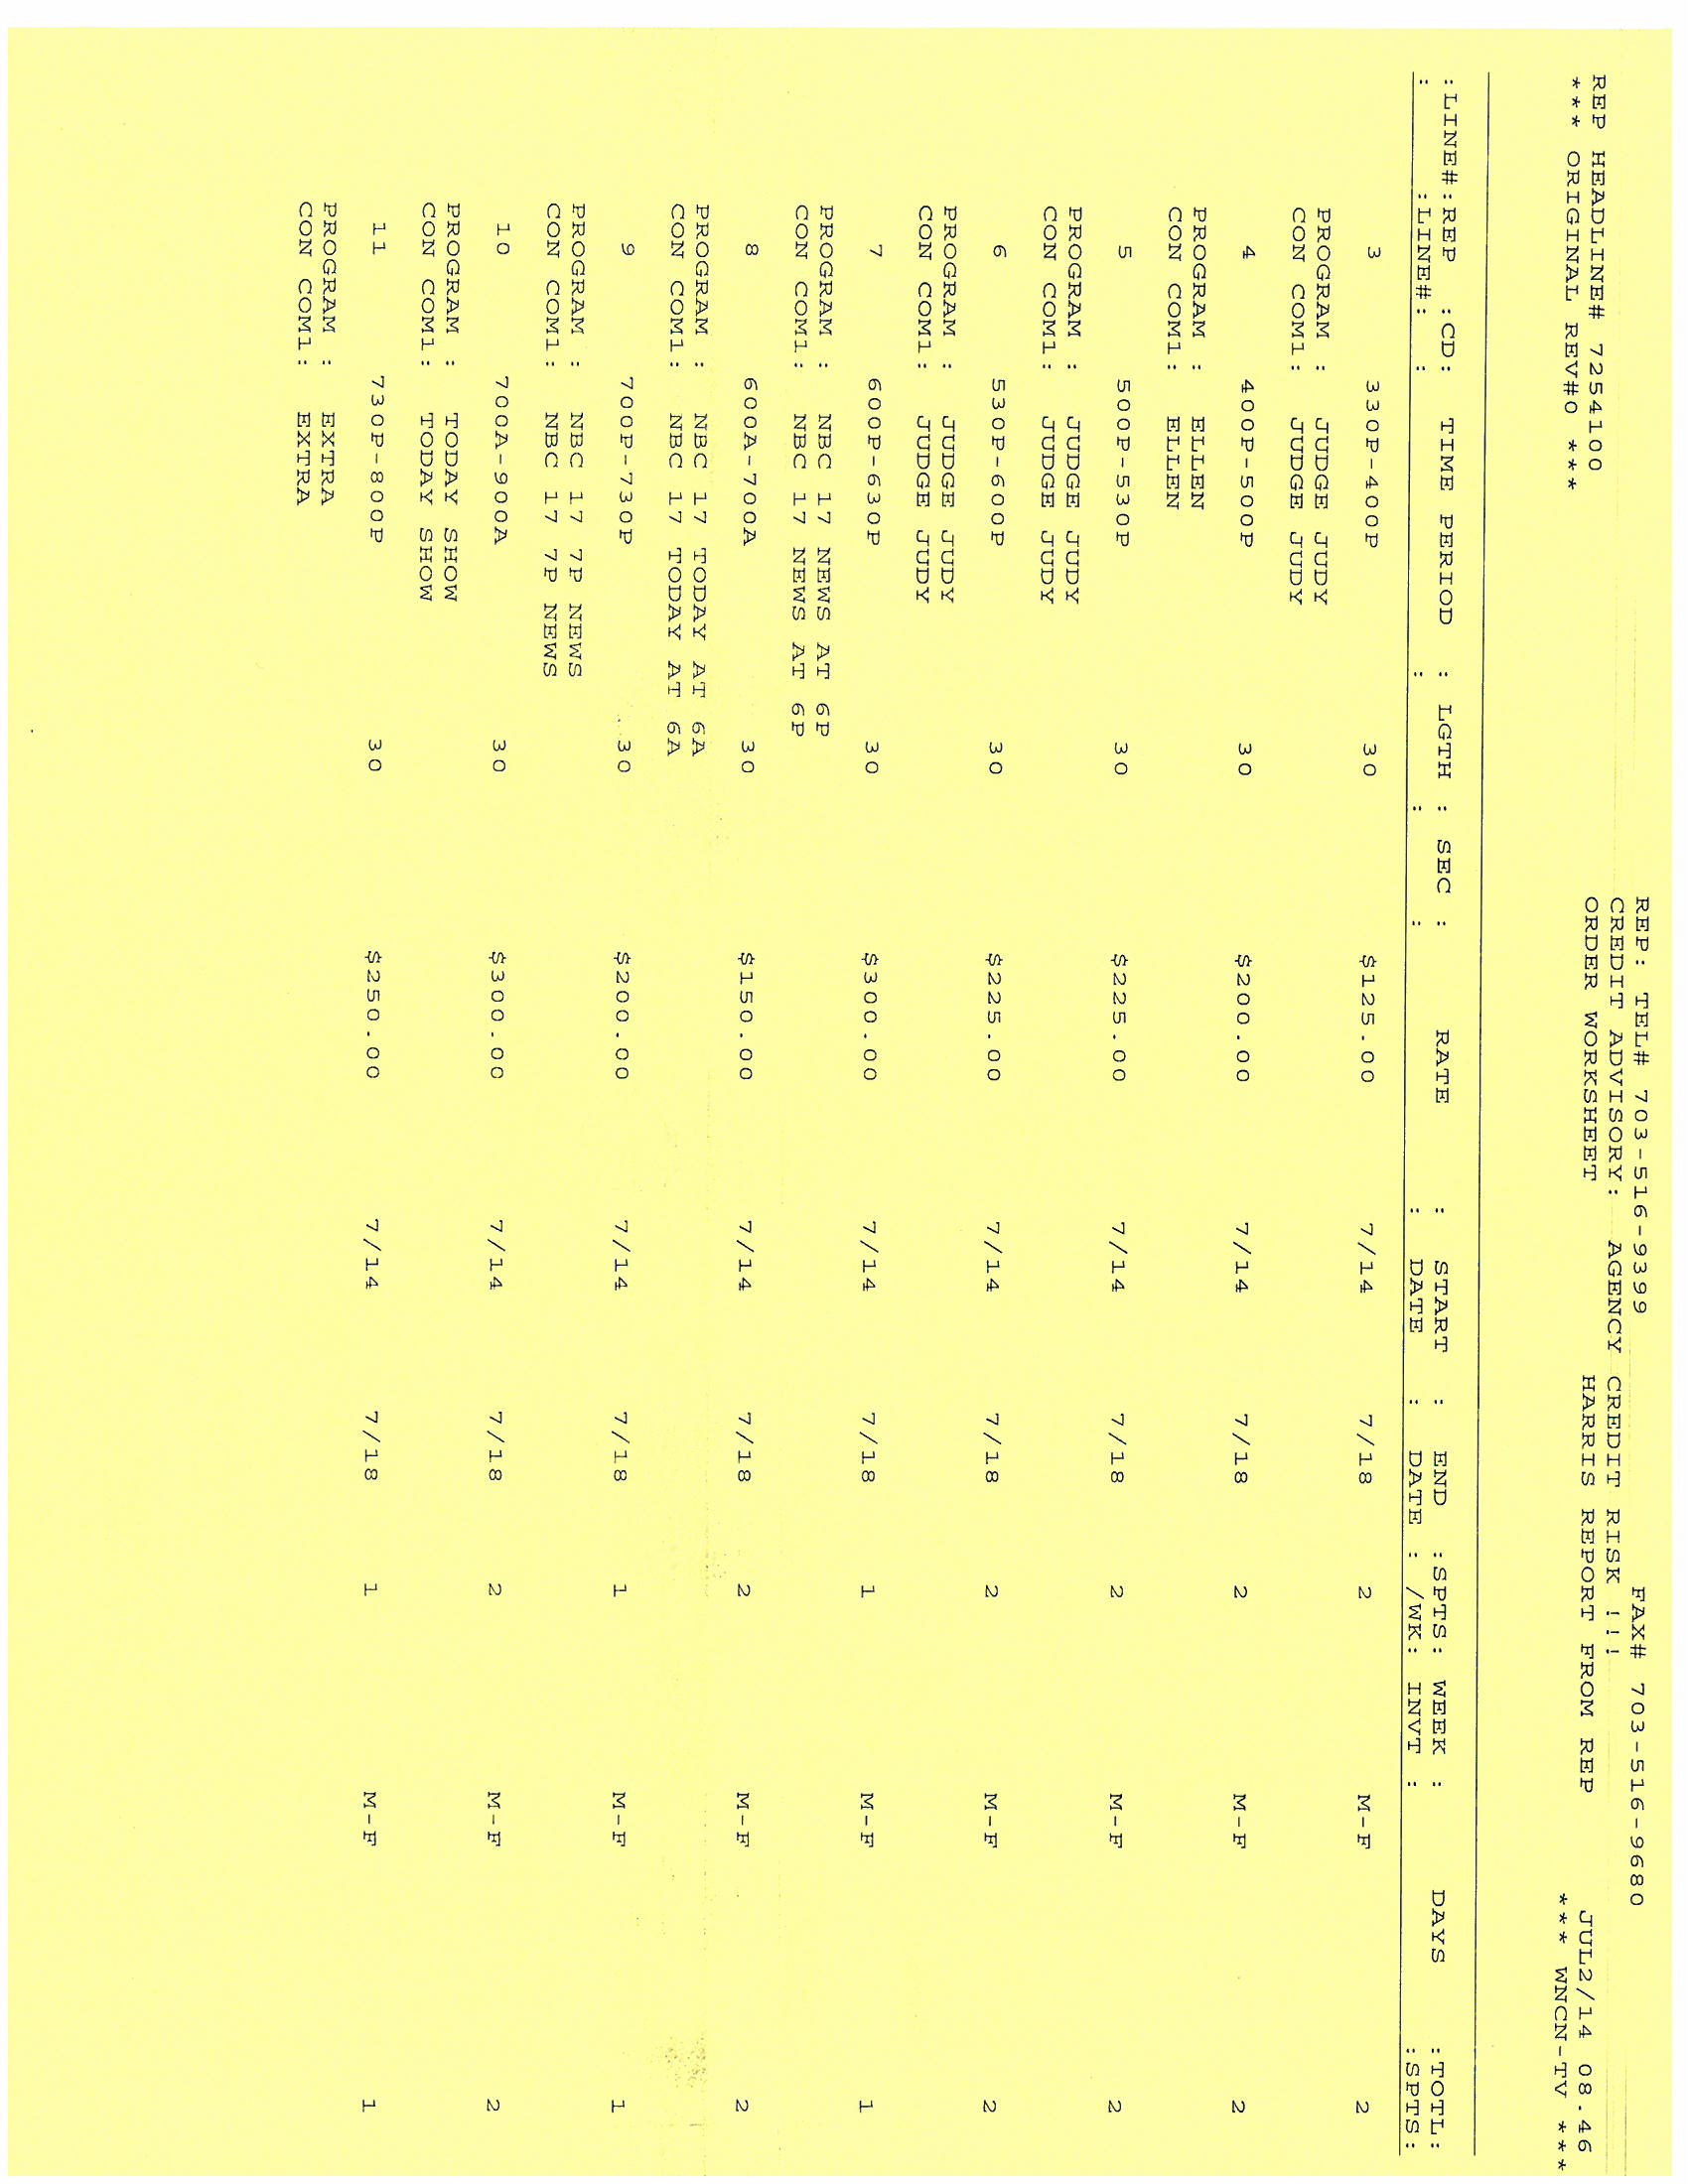 REP: TEL# 703-516-9399 FAX# 703-516-9680
CREDIT ADVISORY: AGENCY CREDIT RISK !!!
REP HEADLINE# 7254100 ORDER WORKSHEET HARRIS REPORT FROM REP JUL2/14 08.46
*** ORIGINAL REV#0 *** *** WNCN-TV ***
:LINE#:REP :CD: TIME PERIOD : LGTH : SEC : RATE : START : END :SPTS: WEEK : DAYS :TOTL:
: :LINE#: : : : : : DATE : DATE : /WK: INVT : :SPTS:
3 330P-400P 30 $125.00 7/14 7/18 2 M-F 2
PROGRAM : JUDGE JUDY
CON COM1: JUDGE JUDY
4 400P-500P 30 $200.00 7/14 7/18 2 M-F 2
PROGRAM : ELLEN
CON COM1: ELLEN
5 500P-530P 30 $225.00 7/14 7/18 2 M-F 2
PROGRAM : JUDGE JUDY
CON COM1: JUDGE JUDY
6 530P-600P 30 $225.00 7/14 7/18 2 M-F 2
PROGRAM : JUDGE JUDY
CON COM1: JUDGE JUDY
7 600P-630P 30 $300.00 7/14 7/18 1 M-F 1
PROGRAM : NBC 17 NEWS AT 6P
CON COM1: NBC 17 NEWS AT 6P
8 600A-700A 30 $150.00 7/14 7/18 2 M-F 2
PROGRAM : NBC 17 TODAY AT 6A
CON COM1: NBC 17 TODAY AT 6A
9 700P-730P 30 $200.00 7/14 7/18 1 M-F 1
PROGRAM : NBC 17 7P NEWS
CON COM1: NBC 17 7P NEWS
10 700A-900A 30 $300.00 7/14 7/18 2 M-F 2
PROGRAM : TODAY SHOW
CON COM1: TODAY SHOW
11 730P-800P 30 $250.00 7/14 7/18 1 M-F 1
PROGRAM : EXTRA
CON COM1: EXTRA